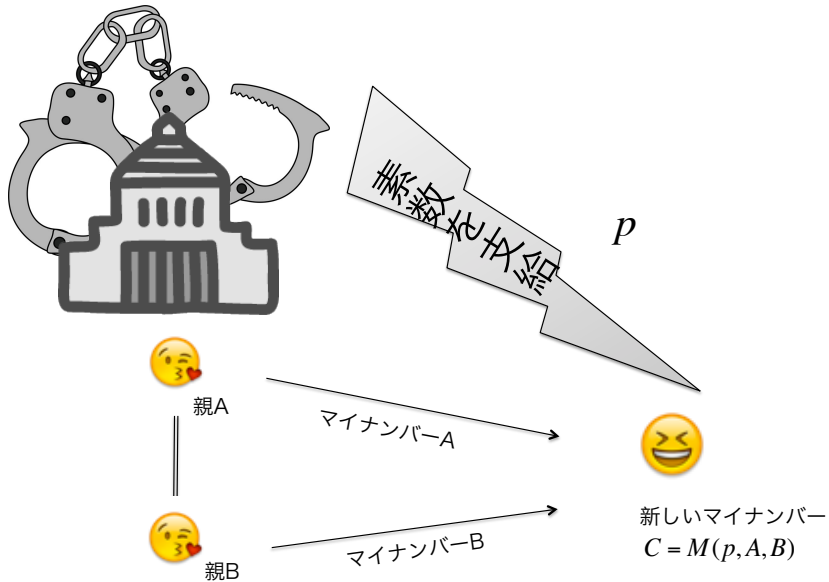 素数を支給
p
親A
マイナンバーA
親B
マイナンバーB
新しいマイナンバー
C = M(p, A, B)